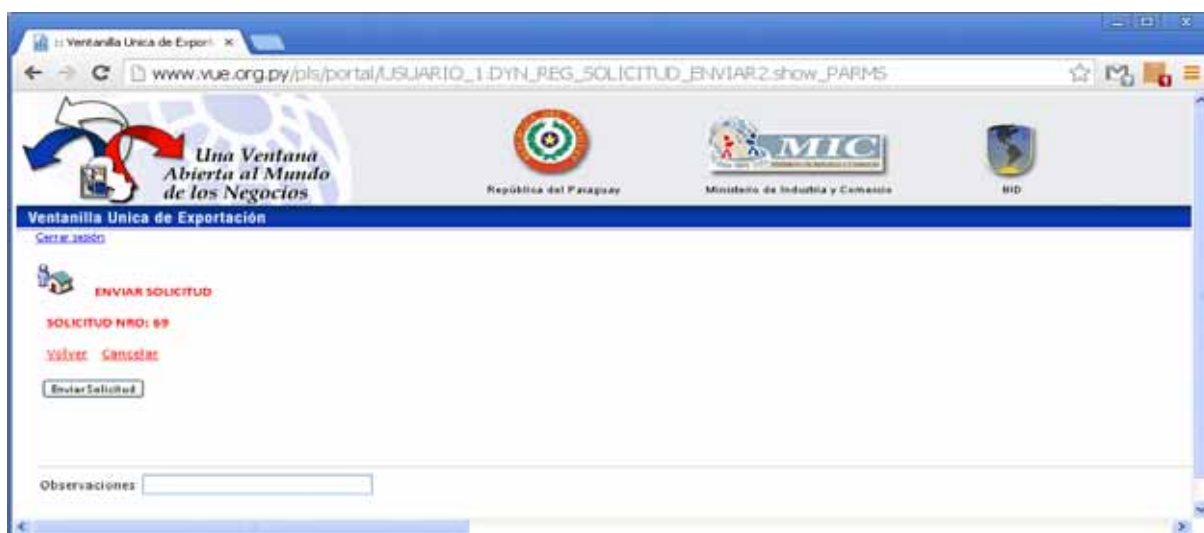 :: Ventanilla Unica de Export
www.vue.org.py/pls/portal/USUARIO_1.DYN_REG_SOLICITUD_ENVIAR2.show_PARMS
Una Ventana
Abierta al Mundo
de los Negocios
República del Paraguay
MIC
Ministerio de Industria y Comercio
BID
Ventanilla Unica de Exportación
Cerrar sesión
ENVIAR SOLICITUD
SOLICITUD NRO: 69
Volver Cancelar
Enviar Solicitud
Observaciones